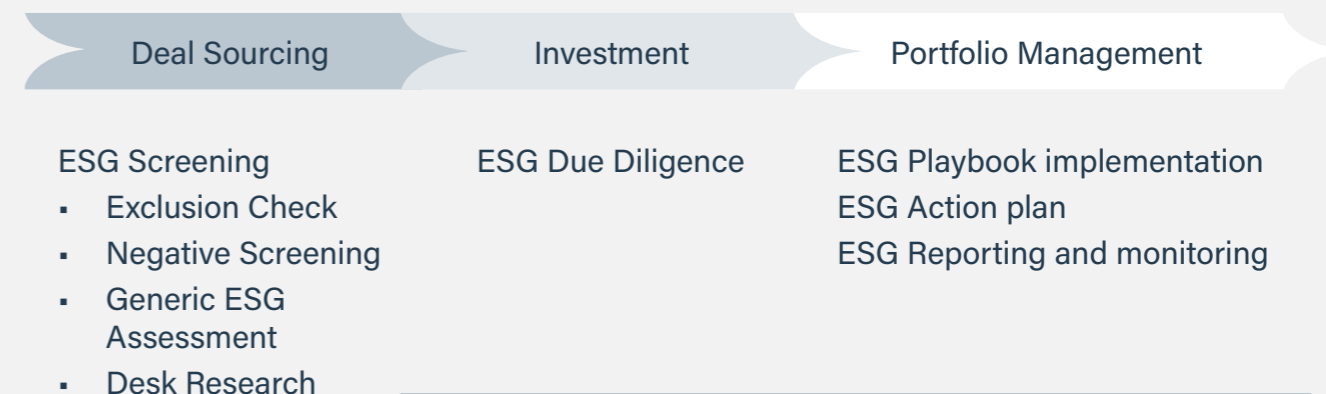 Deal Sourcing
Investment
Portfolio Management
ESG Screening
▪ Exclusion Check
▪ Negative Screening
▪ Generic ESG
Assessment
▪ Desk Research
ESG Due Diligence
ESG Playbook implementation
ESG Action plan
ESG Reporting and monitoring